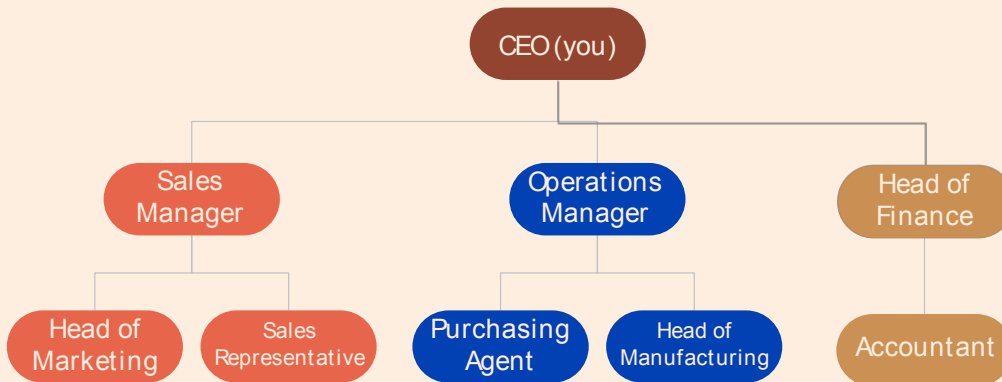 CEO (you)
Sales
Manager
Operations
Manager
Head of
Finance
Head of
Marketing
Sales
Representative
Purchasing
Agent
Head of
Manufacturing
Accountant